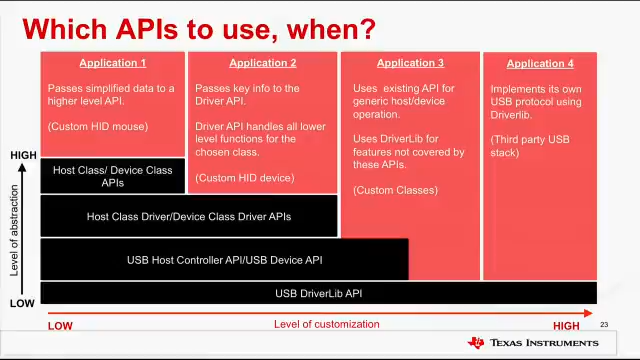 Which APIs to use, when?
Application 1
Passes simplified data to a
higher level API.
(Custom HID mouse)
Application 2
Passes key info to the
Driver API.
Driver API handles all lower
level functions for the
chosen class.
(Custom HID device)
Application 3
Uses existing API for
generic host/device
operation.
Uses DriverLib for
features not covered by
these APIs.
(Custom Classes)
Application 4
Implements its own
USB protocol using
Driverlib.
(Third party USB
stack)
HIGH
Level of abstraction
LOW
Host Class/ Device Class
APIs
Host Class Driver/Device Class Driver APIs
USB Host Controller API/USB Device API
USB DriverLib API
LOW
Level of customization
HIGH
23
TEXAS INSTRUMENTS